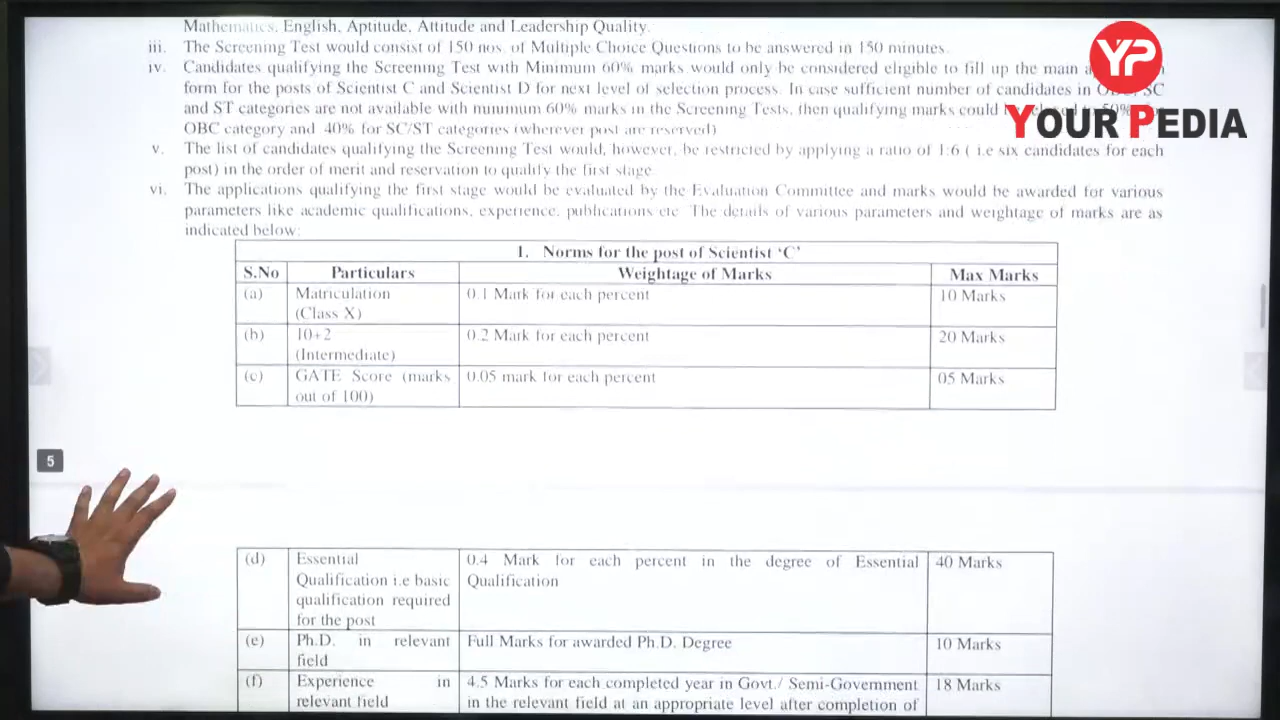 Mathematics, English, Aptitude, Attitude and Leadership Quality.
iii. The Screening Test would consist of 150 nos. of Multiple Choice Questions to be answered in 150 minutes.
iv. Candidates qualifying the Screening Test with Minimum 60% marks would only be considered eligible to fill up the main
form for the posts of Scientist C and Scientist D for next level of selection process. In case sufficient number of candidates in OBC, SC
and ST categories are not available with minimum 60% marks in the Screening Tests, then qualifying marks could 50%
OBC category and 40% for SC/ST categories (wherever post are reserved)
v. The list of candidates qualifying the Screening Test would, however, be restricted by applying a ratio of 1:6 ( i.e six candidates for each
post) in the order of merit and reservation to qualify the first stage.
vi. The applications qualifying the first stage would be evaluated by the Evaluation Committee and marks would be awarded for various
parameters like academic qualifications, experience, publications etc. The details of various parameters and weightage of marks are as
indicated below:
YP
YOUR PEDIA
1. Norms for the post of Scientist ‘C’
S.No Particulars Weightage of Marks Max Marks
(a) Matriculation 0.1 Mark for each percent 10 Marks
(Class X)
(b) 10+2 0.2 Mark for each percent 20 Marks
(Intermediate)
(c) GATE Score (marks 0.05 mark for each percent 05 Marks
out of 100)
5
(d) Essential 0.4 Mark for each percent in the degree of Essential 40 Marks
Qualification i.e basic Qualification
qualification required
for the post
(e) Ph.D. in relevant Full Marks for awarded Ph.D. Degree 10 Marks
field
(f) Experience in 4.5 Marks for each completed year in Govt./ Semi-Government 18 Marks
relevant field in the relevant field at an appropriate level after completion of